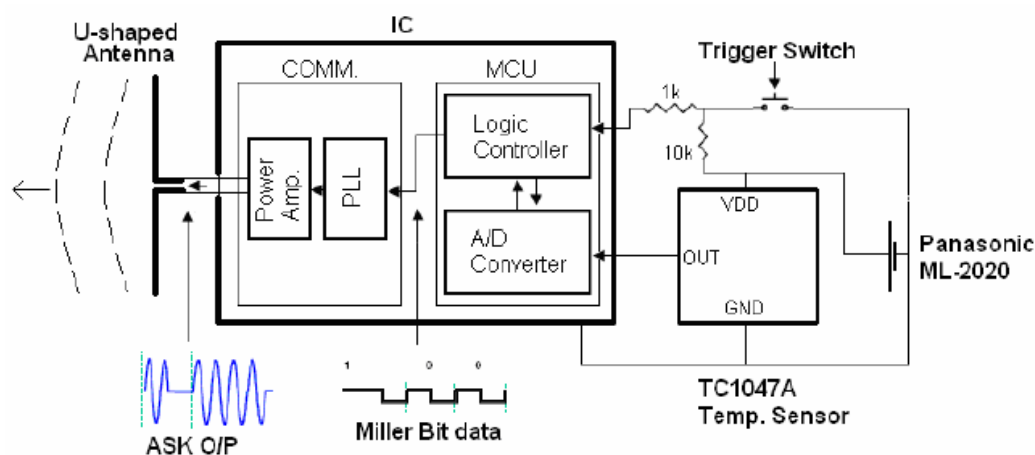 U-shaped
Antenna
IC
COMM.
MCU
Trigger Switch
1k
10k
Logic
Controller
Power
Amp.
PLL
A/D
Converter
VDD
OUT
GND
Panasonic
ML-2020
TC1047A
Temp. Sensor
1 0 0
Miller Bit data
ASK O/P